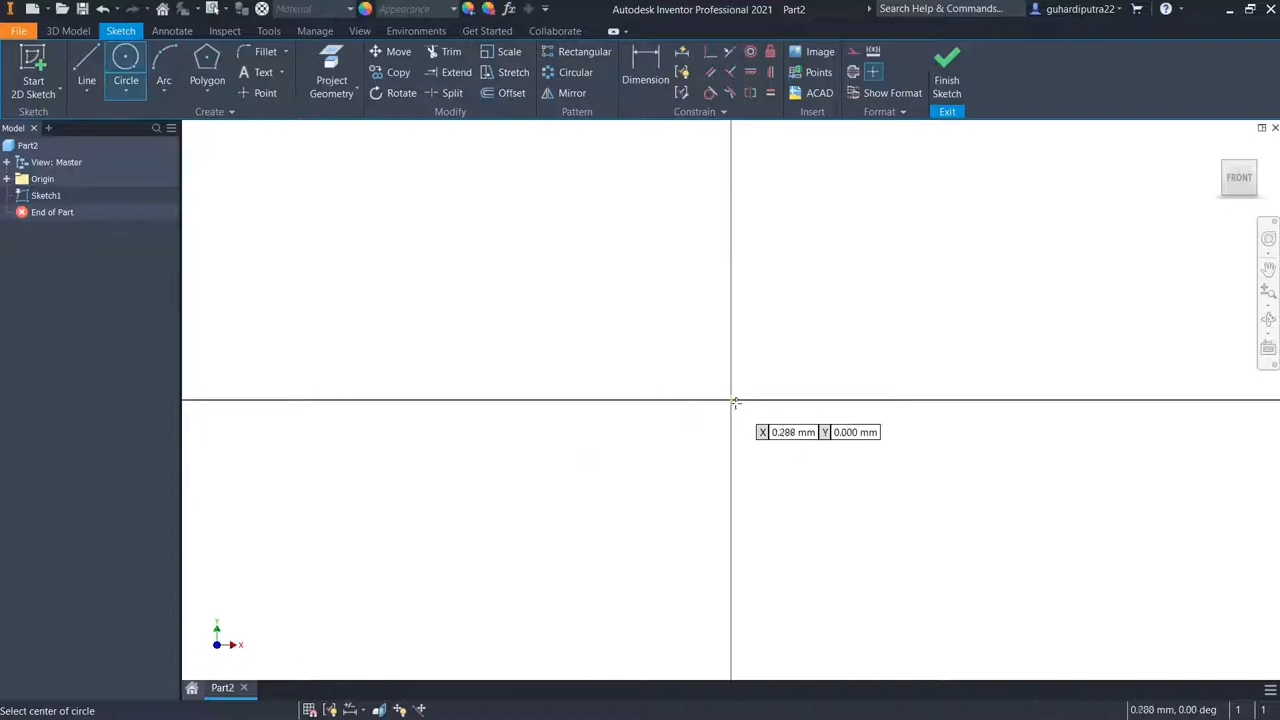 Material Appearance Autodesk Inventor Professional 2021 Part2 Search Help & Commands... guhardiputra22
File 3D Model Sketch Annotate Inspect Tools Manage View Environments Get Started Collaborate
Start 2D Sketch Line Circle Arc Polygon Fillet Text Point Project Geometry
Move Trim Scale
Copy Extend Stretch
Rotate Split Offset
Rectangular
Circular
Mirror
Dimension
Image
Points
ACAD
Show Format
Finish Sketch
Sketch Create Modify Pattern Constrain Insert Format Exit
Model
Part2
View: Master
Origin
Sketch1
End of Part
FRONT
X 0.288 mm Y 0.000 mm
Y
X
Part2
Select center of circle 0.288 mm, 0.00 deg 1 1